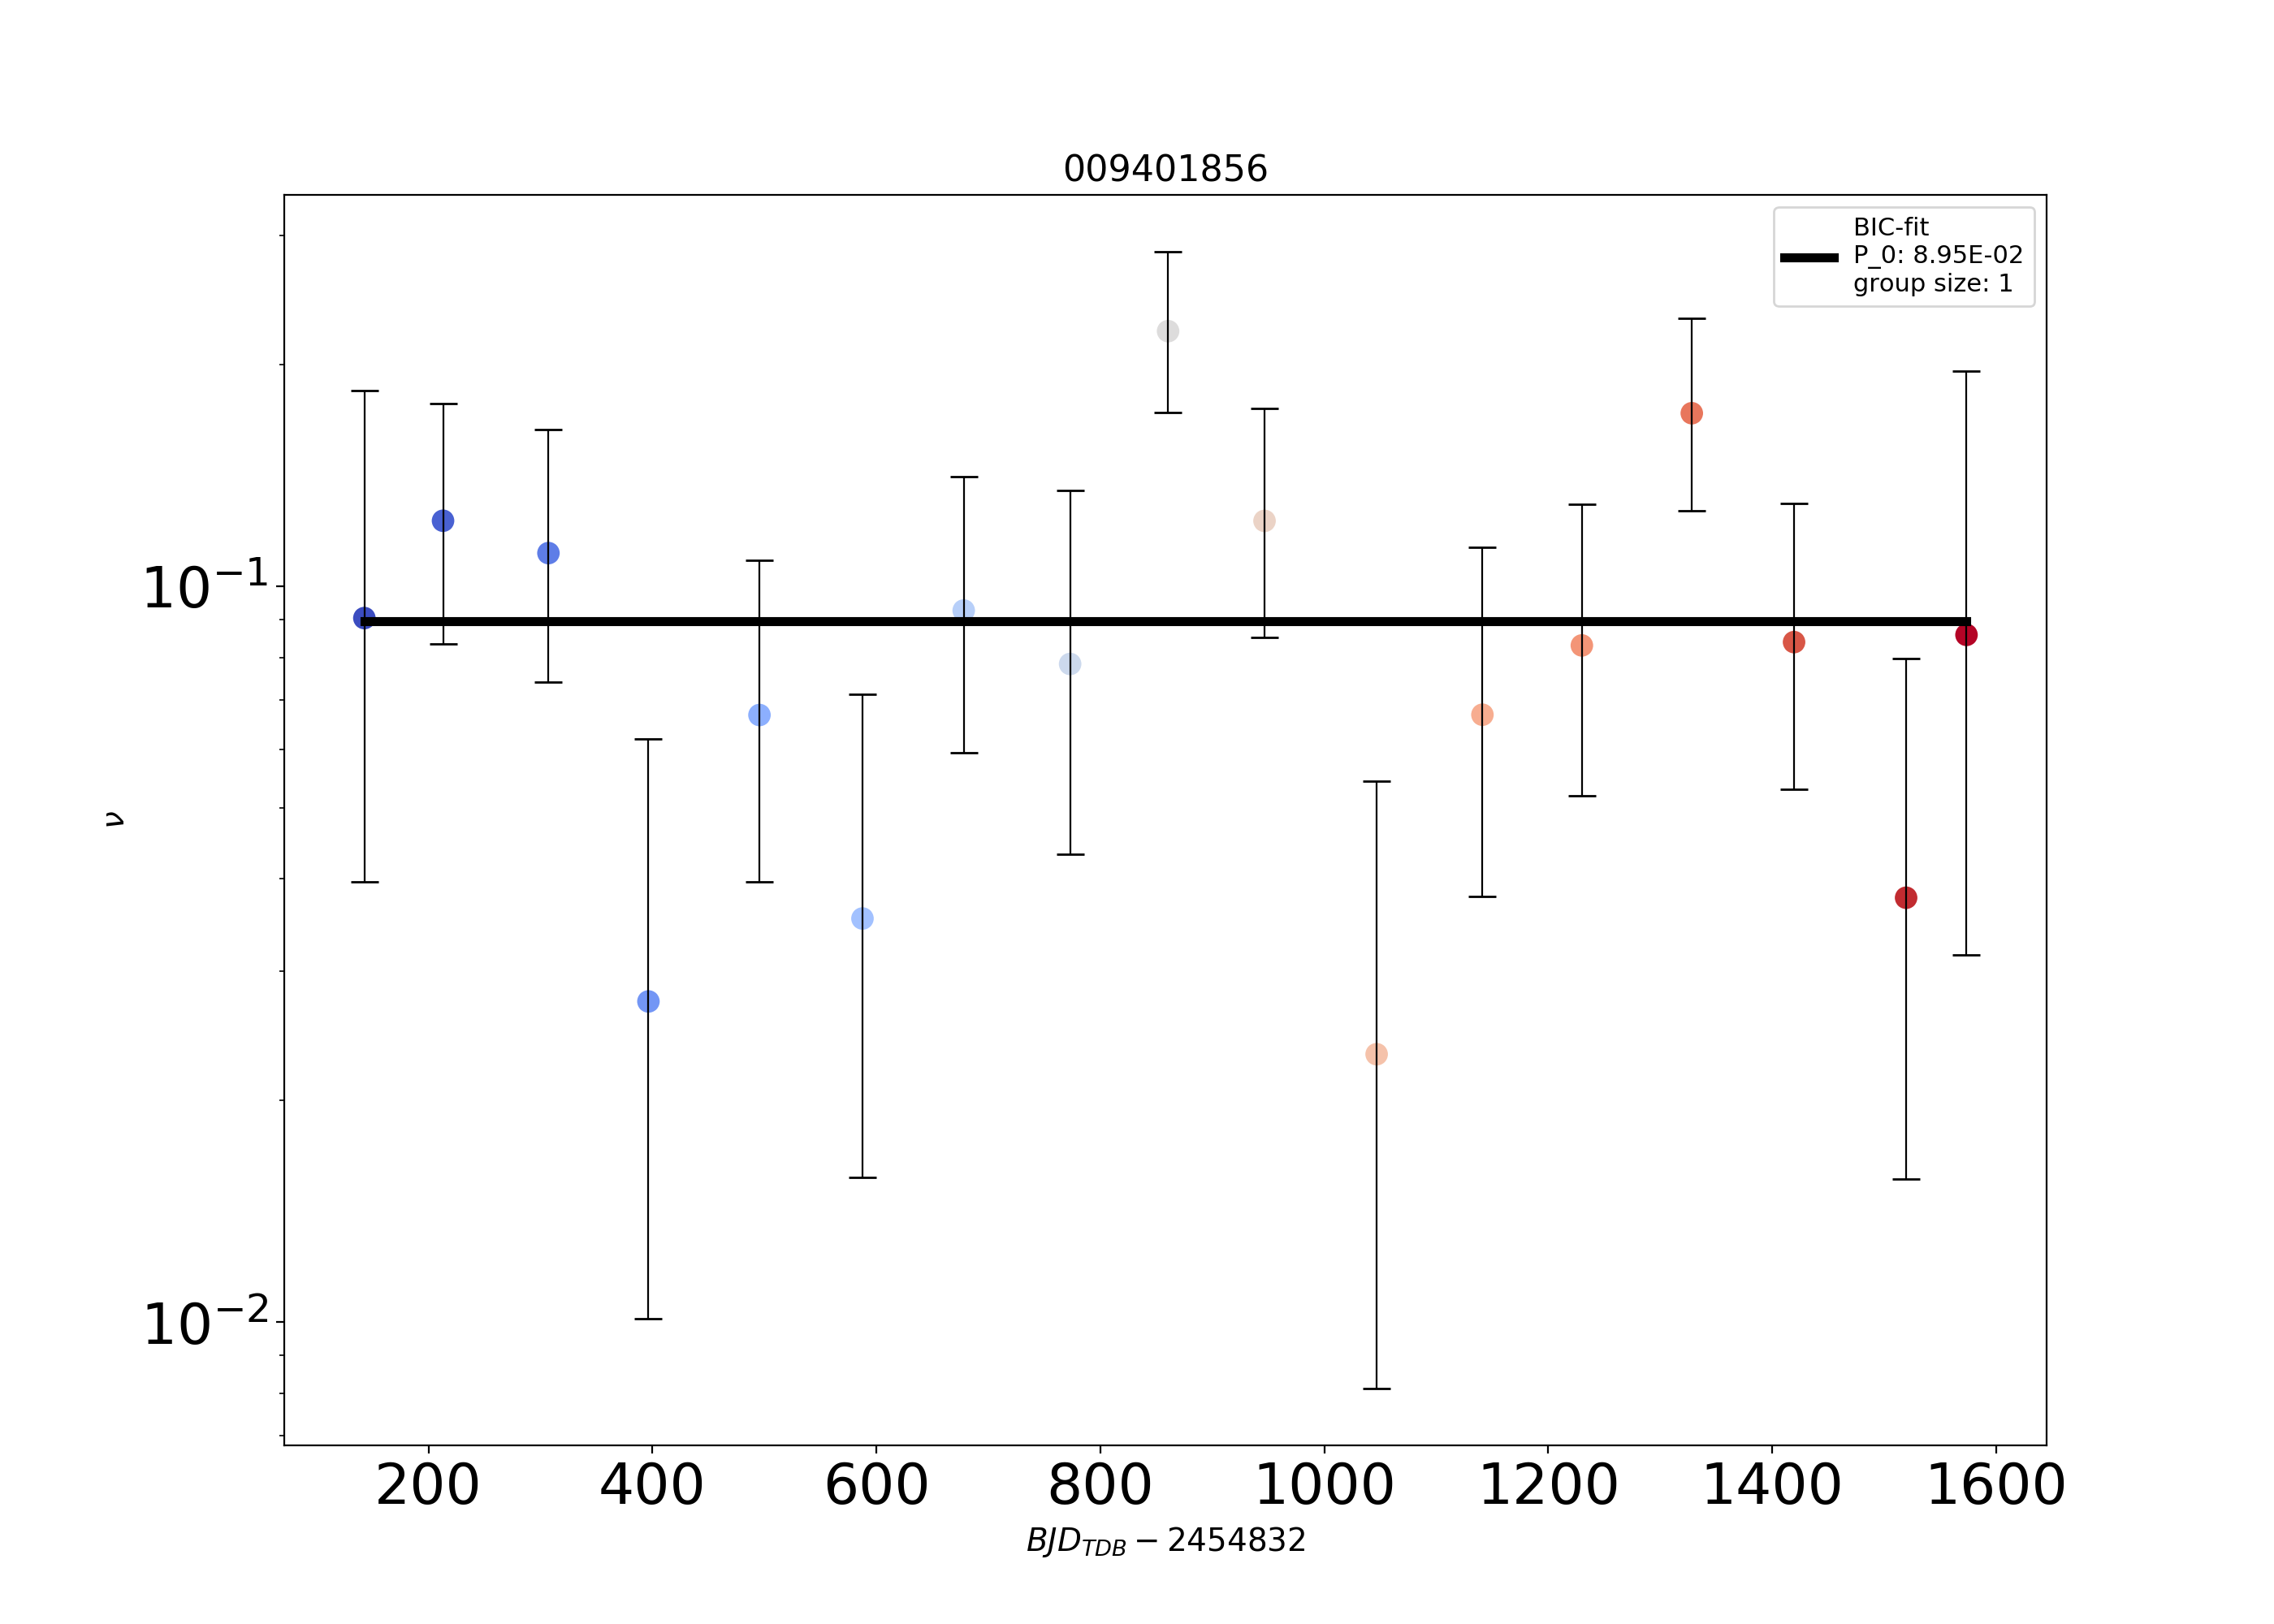 009401856
BIC-fit
P_0: 8.95E-02
group size: 1
10⁻¹
10⁻²
ν
200 400 600 800 1000 1200 1400 1600
BJD_TDB − 2454832